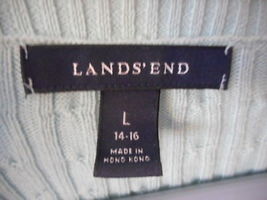 LANDS' END
L
14-16
MADE IN
HONG KONG